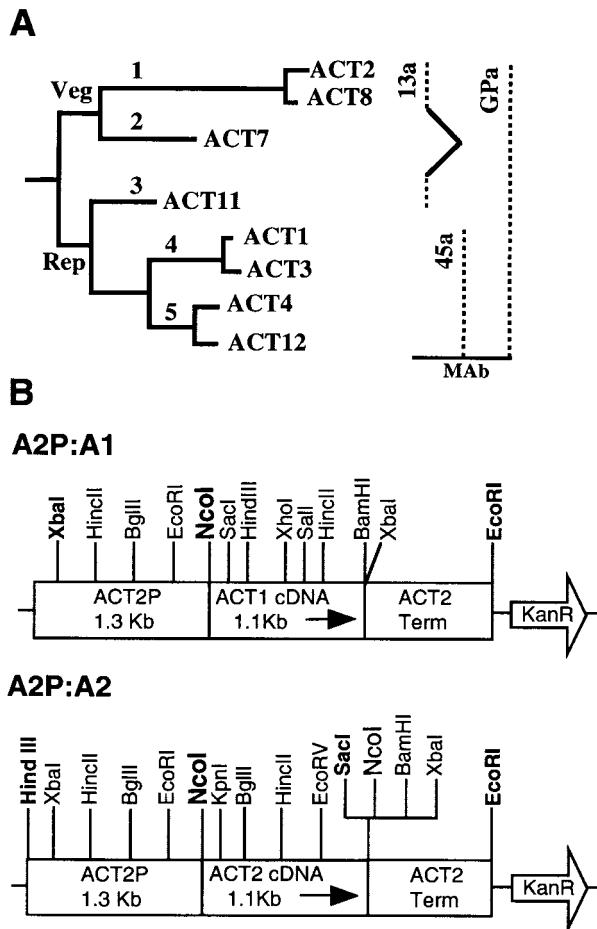 A
1
Veg
ACT2
ACT8
2
ACT7
3
ACT11
Rep
4
ACT1
ACT3
5
ACT4
ACT12
13a
GPa
45a
MAb
B
A2P:A1
XbaI HincII BglII EcoRI NcoI SacI HindIII XhoI SalI HincII BamHI XbaI EcoRI
ACT2P ACT1 cDNA ACT2
1.3 Kb 1.1Kb Term KanR
A2P:A2
Hind III XbaI HincII BglII EcoRI NcoI KpnI BglII HincII EcoRV SacI NcoI BamHI XbaI EcoRI
ACT2P ACT2 cDNA ACT2
1.3 Kb 1.1Kb Term KanR